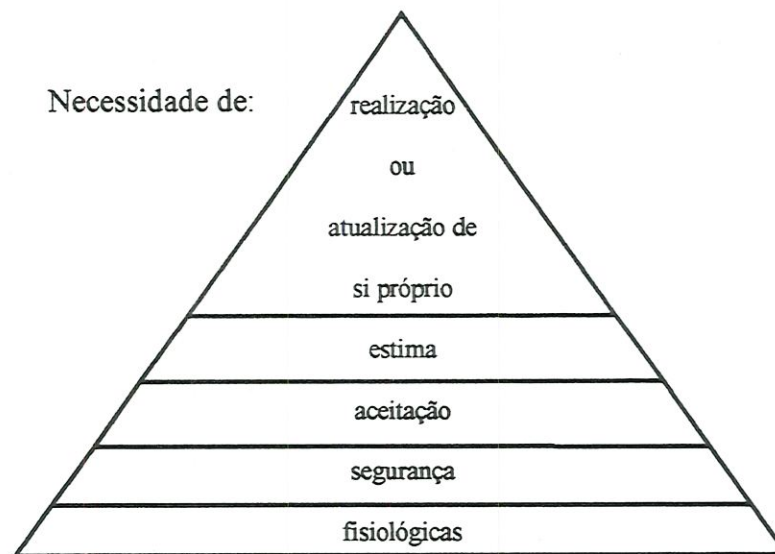 Necessidade de:
realização
ou
atualização de
si próprio
estima
aceitação
segurança
fisiológicas